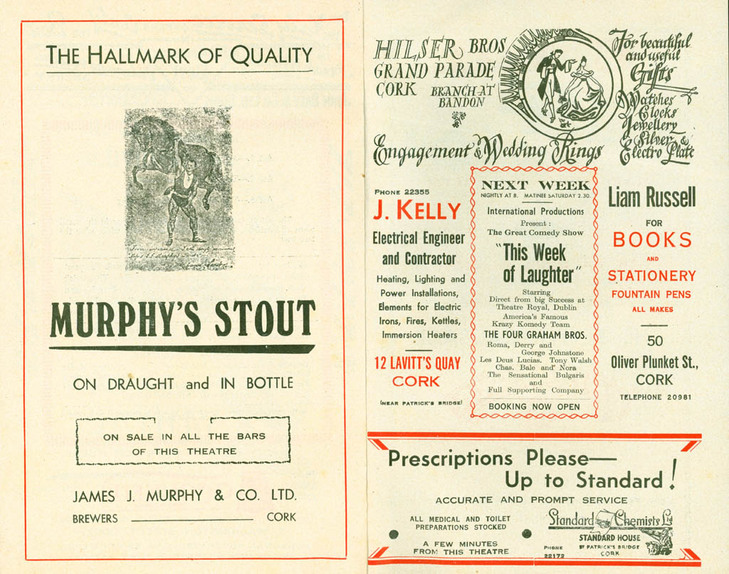 THE HALLMARK OF QUALITY
MURPHY'S STOUT
ON DRAUGHT and IN BOTTLE
ON SALE IN ALL THE BARS
OF THIS THEATRE
JAMES J. MURPHY & CO. LTD.
BREWERS CORK
HILSER BROS
GRAND PARADE
CORK BRANCH AT
BANDON
For beautiful
and useful
Gifts
Watches
Clocks
Jewellery
Silver &
Electro Plate
Engagement & Wedding Rings
PHONE 22355
J. KELLY
Electrical Engineer
and Contractor
Heating, Lighting and
Power Installations,
Elements for Electric
Irons, Fires, Kettles,
Immersion Heaters
12 LAVITT'S QUAY
CORK
(NEAR PATRICK'S BRIDGE)
NEXT WEEK
NIGHTLY AT 8. MATINEE SATURDAY 2.30.
International Productions
Present :
The Great Comedy Show
"This Week
of Laughter"
Starring
Direct from big Success at
Theatre Royal, Dublin
America's Famous
Krazy Komedy Team
THE FOUR GRAHAM BROS.
Roma, Derry and
George Johnstone
Les Deus Lucias. Tony Walsh
Chas. Bale and Nora
The Sensational Bulgaris
and
Full Supporting Company
BOOKING NOW OPEN
Liam Russell
FOR
BOOKS
AND
STATIONERY
FOUNTAIN PENS
ALL MAKES
50
Oliver Plunket St.,
CORK
TELEPHONE 20981
Prescriptions Please—
Up to Standard!
ACCURATE AND PROMPT SERVICE
ALL MEDICAL AND TOILET
PREPARATIONS STOCKED
A FEW MINUTES
FROM THIS THEATRE
PHONE
22173
Standard Chemists Ltd
STANDARD HOUSE
ST PATRICK'S BRIDGE
CORK